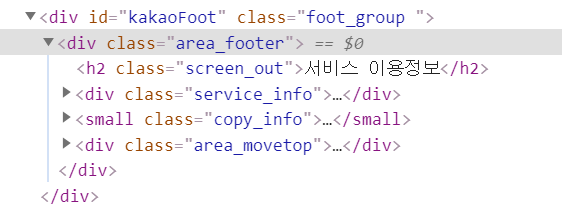 ▼<div id="kakaoFoot" class="foot_group ">
▼<div class="area_footer"> == $0
<h2 class="screen_out">서비스 이용정보</h2>
▶<div class="service_info">…</div>
▶<small class="copy_info">…</small>
▶<div class="area_movetop">…</div>
</div>
</div>